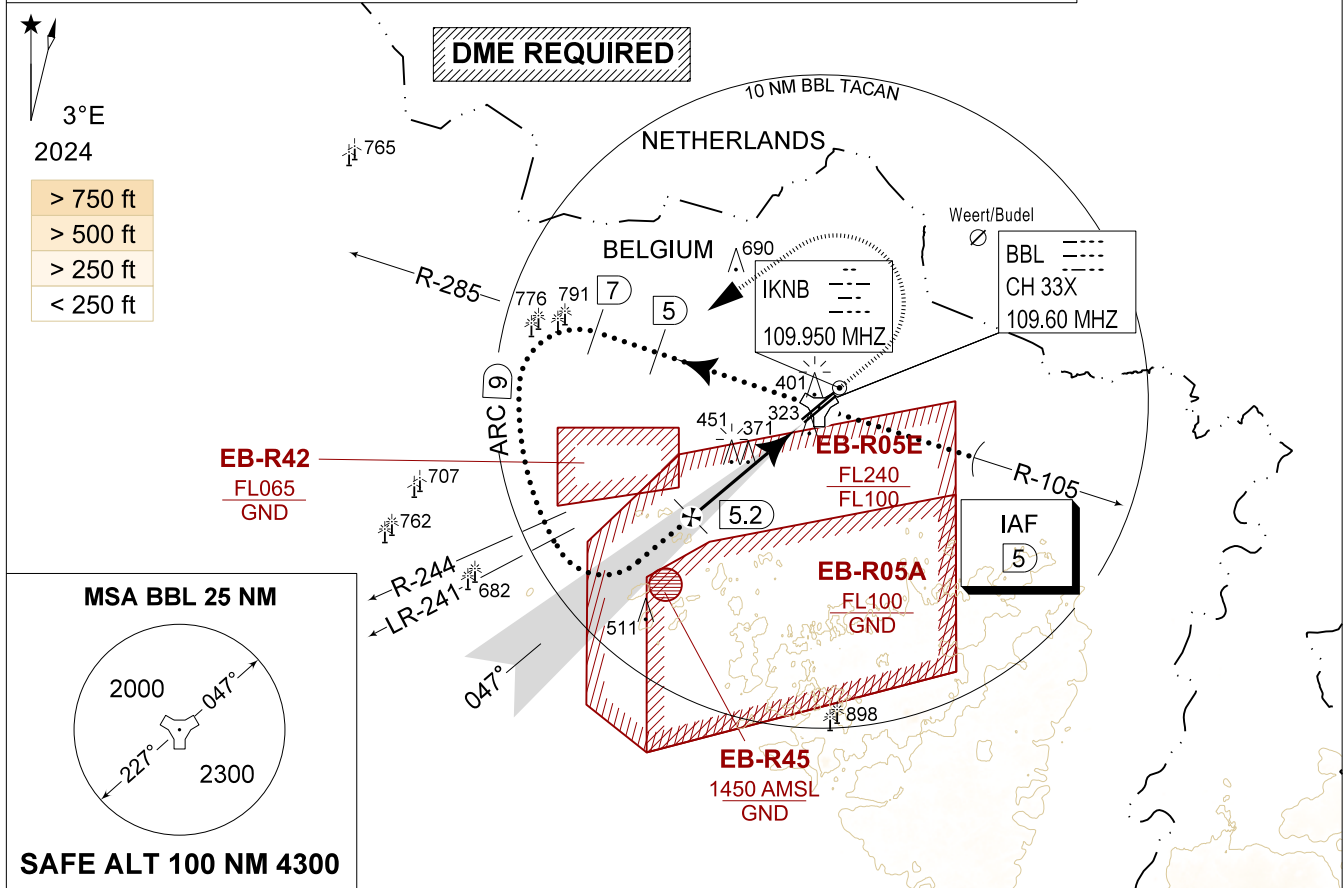 DME REQUIRED
3°E
2024
> 750 ft
> 500 ft
> 250 ft
< 250 ft
765
10 NM BBL TACAN
NETHERLANDS
BELGIUM
Weert/Budel
690
BBL
CH 33X
109.60 MHZ
IKNB
109.950 MHZ
R-285
776
791
7
5
ARC 9
401
323
451
371
EB-R42
FL065
GND
707
762
682
R-244
LR-241
047°
5.2
EB-R05E
FL240
FL100
R-105
IAF
5
EB-R05A
FL100
GND
511
898
EB-R45
1450 AMSL
GND
MSA BBL 25 NM
2000
047°
227°
2300
SAFE ALT 100 NM 4300